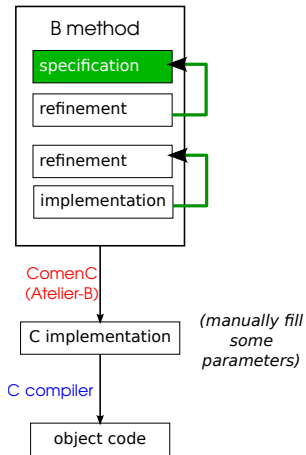 B method
specification
refinement
refinement
implementation
ComenC
(Atelier-B)
C implementation
(manually fill
some
parameters)
C compiler
object code